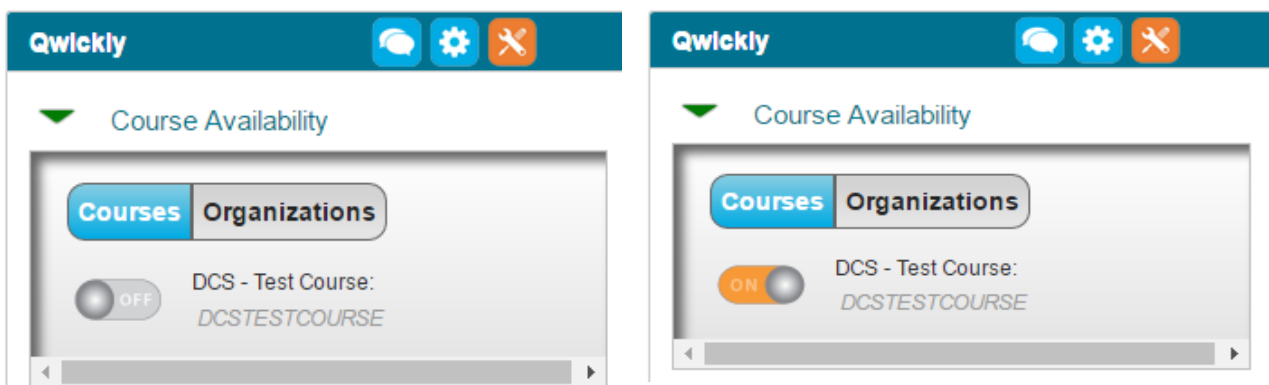 Qwickly
Course Availability
Courses Organizations
OFF
DCS - Test Course:
DCSTESTCOURSE
Qwickly
Course Availability
Courses Organizations
ON
DCS - Test Course:
DCSTESTCOURSE